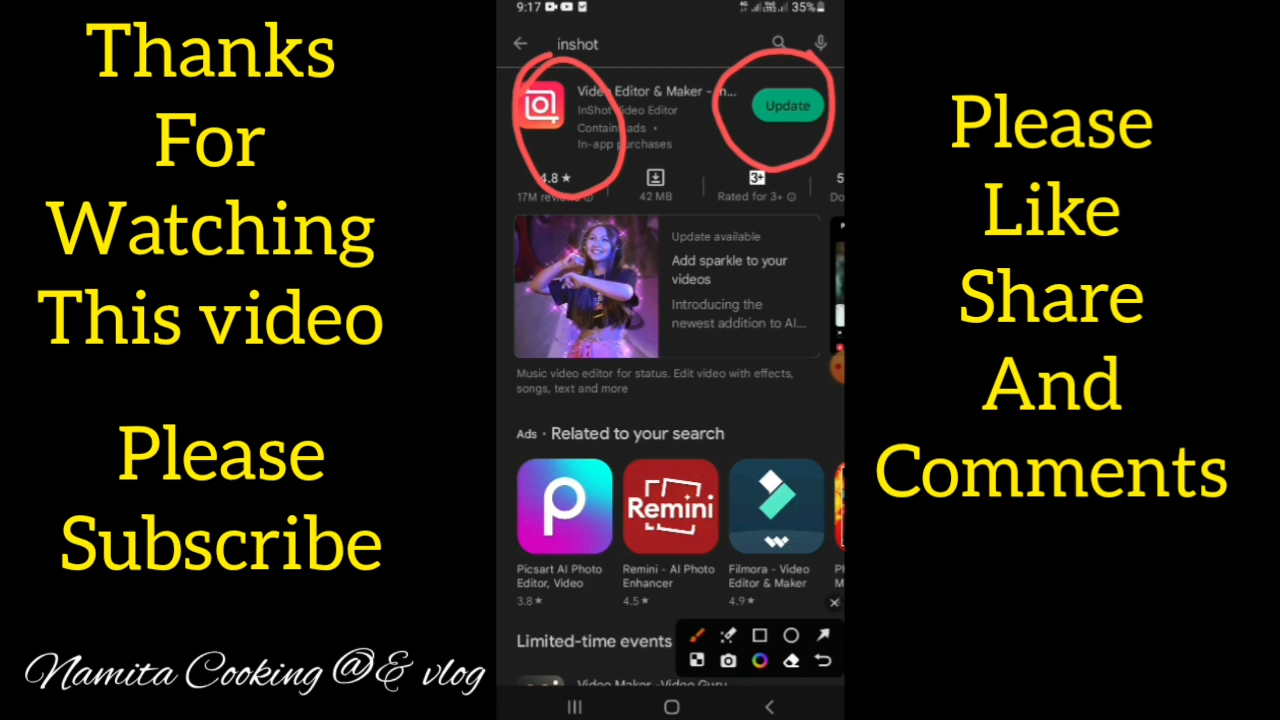 Thanks
For
Watching
This video
Please
Subscribe
Namita Cooking @& vlog
9:17
35%
inshot
Video Editor & Maker - In...
InShot Video Editor
Contains ads •
In-app purchases
Update
4.8★
17M reviews
42 MB
3+
Rated for 3+
5
Do
Update available
Add sparkle to your
videos
Introducing the
newest addition to AI...
Music video editor for status. Edit video with effects,
songs, text and more
Ads • Related to your search
Remini
Picsart AI Photo
Editor, Video
3.8★
Remini - AI Photo
Enhancer
4.5★
Filmora - Video
Editor & Maker
4.9★
Limited-time events
Video Maker -Video Guru
Please
Like
Share
And
Comments